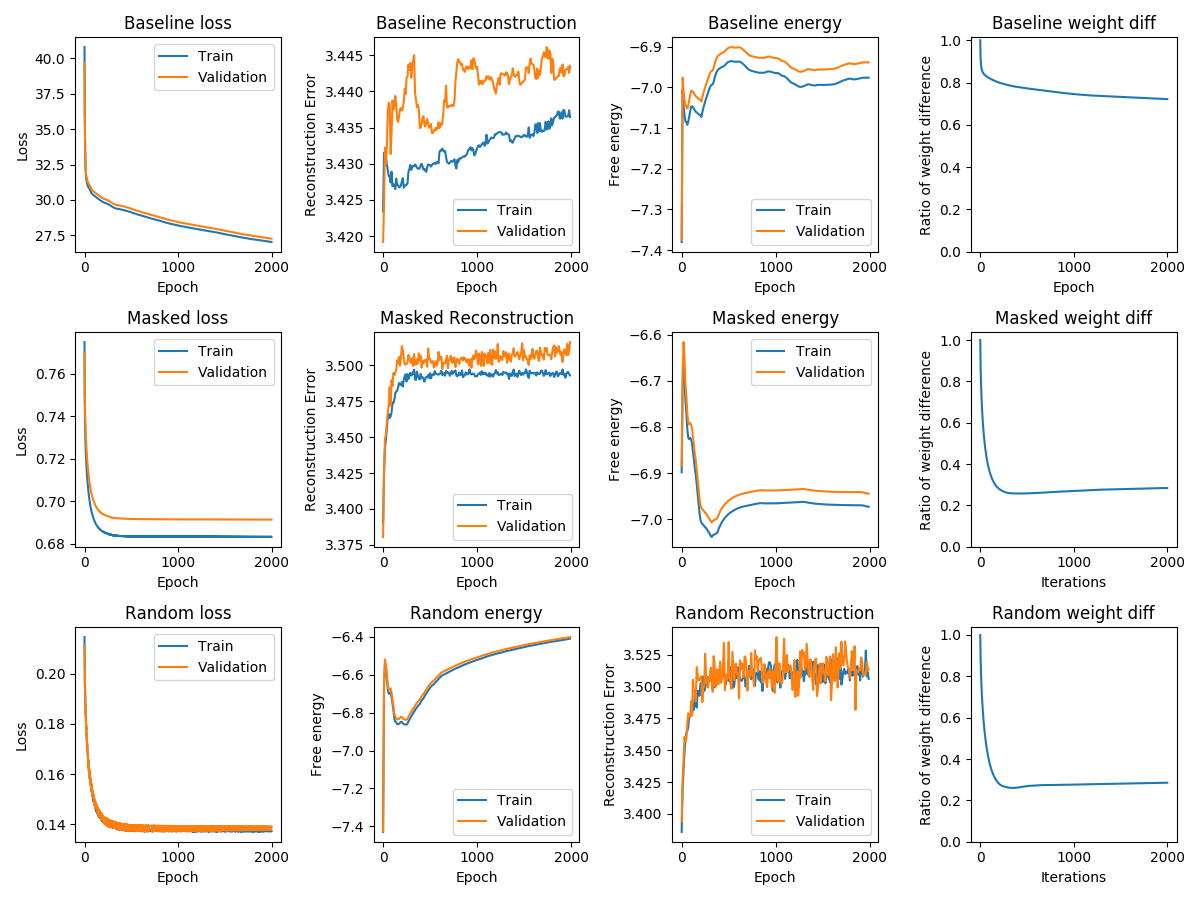 Baseline loss
40.0
37.5
35.0
32.5
30.0
27.5
Loss
0 1000 2000
Epoch
Train
Validation
Baseline Reconstruction
3.445
3.440
3.435
3.430
3.425
3.420
Reconstruction Error
0 1000 2000
Epoch
Train
Validation
Baseline energy
−6.9
−7.0
−7.1
−7.2
−7.3
−7.4
Free energy
0 1000 2000
Epoch
Train
Validation
Baseline weight diff
1.0
0.8
0.6
0.4
0.2
0.0
Ratio of weight difference
0 1000 2000
Epoch
Masked loss
0.76
0.74
0.72
0.70
0.68
Loss
0 1000 2000
Epoch
Train
Validation
Masked Reconstruction
3.500
3.475
3.450
3.425
3.400
3.375
Reconstruction Error
0 1000 2000
Epoch
Train
Validation
Masked energy
−6.6
−6.7
−6.8
−6.9
−7.0
Free energy
0 1000 2000
Epoch
Train
Validation
Masked weight diff
1.0
0.8
0.6
0.4
0.2
0.0
Ratio of weight difference
0 1000 2000
Iterations
Random loss
0.20
0.18
0.16
0.14
Loss
0 1000 2000
Epoch
Train
Validation
Random energy
−6.4
−6.6
−6.8
−7.0
−7.2
−7.4
Free energy
0 1000 2000
Epoch
Train
Validation
Random Reconstruction
3.525
3.500
3.475
3.450
3.425
3.400
Reconstruction Error
0 1000 2000
Epoch
Train
Validation
Random weight diff
1.0
0.8
0.6
0.4
0.2
0.0
Ratio of weight difference
0 1000 2000
Iterations